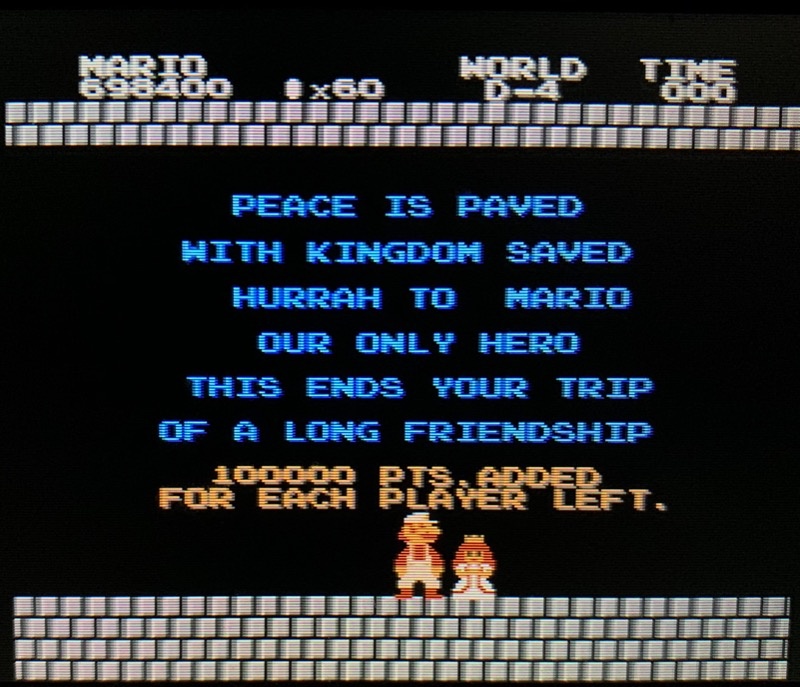 MARIO WORLD TIME
698400 x60 D-4 000
PEACE IS PAVED
WITH KINGDOM SAVED
HURRAH TO MARIO
OUR ONLY HERO
THIS ENDS YOUR TRIP
OF A LONG FRIENDSHIP
100000 PTS.ADDED
FOR EACH PLAYER LEFT.